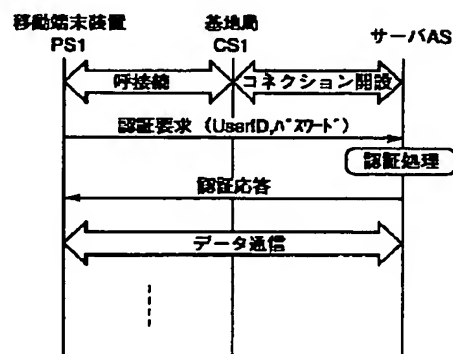 移動端末装置
PS1
基地局
CS1
サーバAS
呼接続
コネクション開設
認証要求（UserID,パスワード）
認証処理
認証応答
データ通信